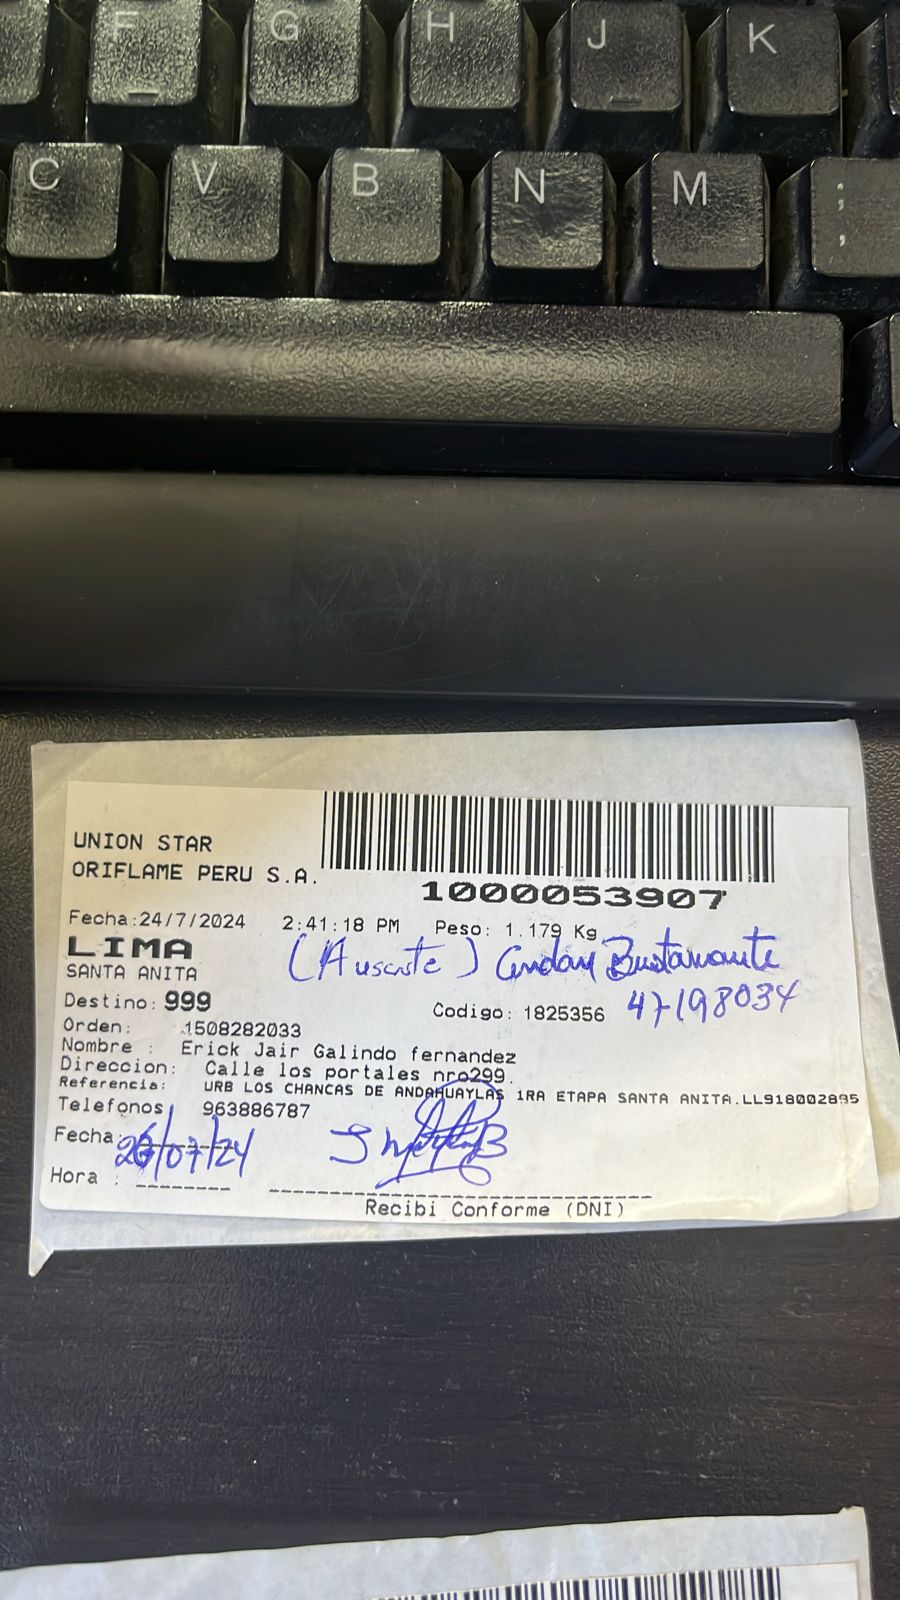 F G H J K
C V B N M ;
,
UNION STAR
ORIFLAME PERU S.A.
1000053907
Fecha:24/7/2024 2:41:18 PM Peso: 1.179 Kg
LIMA
(Ausente) Bustamante
SANTA ANITA
Destino: 999
Codigo: 1825356 47198034
Orden: 1508282033
Nombre : Erick Jair Galindo fernandez
Direccion: Calle los portales nro299.
Referencia: URB LOS CHANCAS DE ANDAHUAYLAS 1RA ETAPA SANTA ANITA.LL918002895
Telefonos 963886787
Fecha: 26/07/24
Hora : --------
Recibi Conforme (DNI)